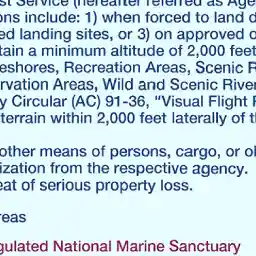 st Service (hereafter referred as Age
ons include: 1) when forced to land d
ed landing sites, or 3) on approved o
tain a minimum altitude of 2,000 feet
eshores, Recreation Areas, Scenic R
rvation Areas, Wild and Scenic River
y Circular (AC) 91-36, “Visual Flight F
terrain within 2,000 feet laterally of t
other means of persons, cargo, or ob
ization from the respective agency.
eat of serious property loss.
reas
gulated National Marine Sanctuary